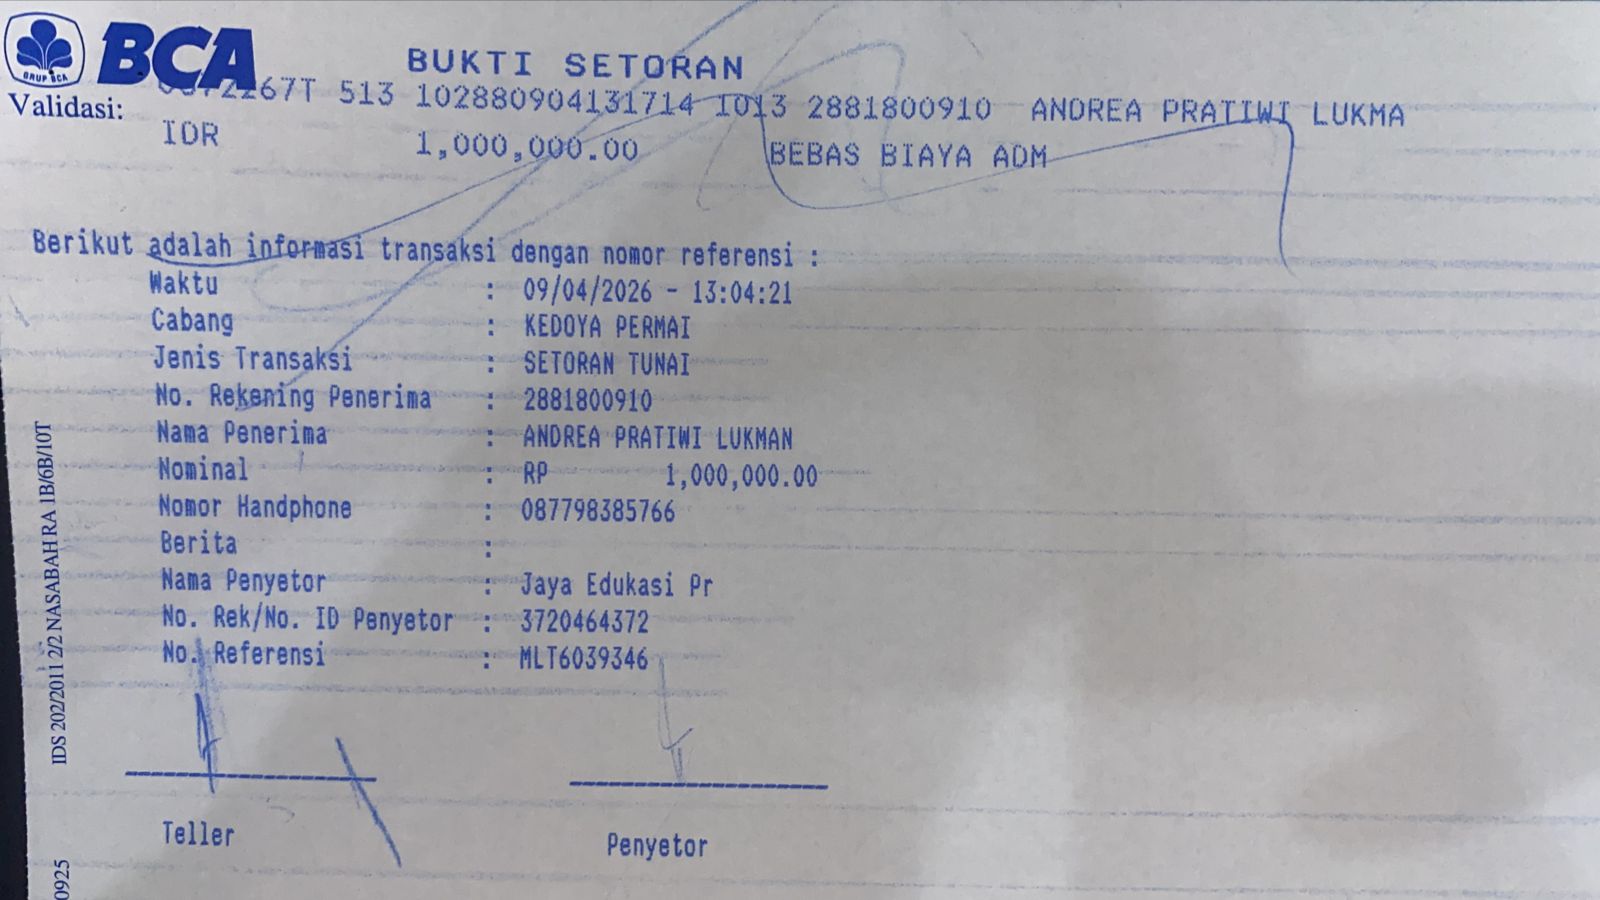 BCA
GRUP BCA
BUKTI SETORAN
Validasi:
513 102880904131714 1013 2881800910 ANDREA PRATIWI LUKMA
IDR 1,000,000.00 BEBAS BIAYA ADM
Berikut adalah informasi transaksi dengan nomor referensi :
Waktu : 09/04/2026 - 13:04:21
Cabang : KEDOYA PERMAI
Jenis Transaksi : SETORAN TUNAI
No. Rekening Penerima : 2881800910
Nama Penerima : ANDREA PRATIWI LUKMAN
Nominal : RP 1,000,000.00
Nomor Handphone : 087798385766
Berita :
Nama Penyetor : Jaya Edukasi Pr
No. Rek/No. ID Penyetor : 3720464372
No. Referensi : MLT6039346
Teller Penyetor
IDS 202/2011 2/2 NASABAH RA 1B/6B/10T
0925